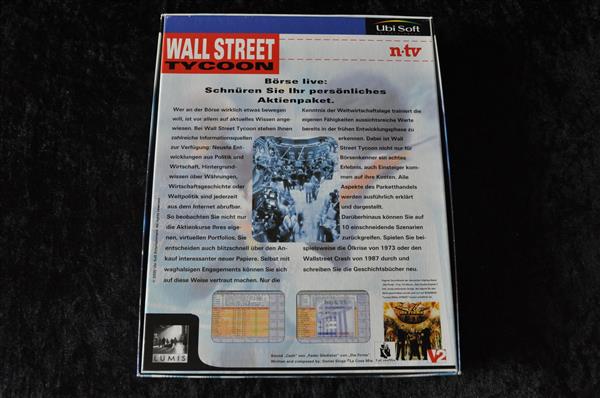 Ubi Soft
WALL STREET
TYCOON
n-tv
Börse live:
Schnüren Sie Ihr persönliches
Aktienpaket.
Wer an der Börse wirklich etwas bewegen
will, ist vor allem auf aktuelles Wissen ange-
wiesen. Bei Wall Street Tycoon stehen Ihnen
zahlreiche Informationsquellen
zur Verfügung: Neuste Ent-
wicklungen aus Politik und
Wirtschaft, Hintergrund-
wissen über Währungen,
Wirtschaftsgeschichte oder
Weltpolitik sind jederzeit
aus dem Internet abrufbar.
So beobachten Sie nicht nur
die Aktienkurse Ihres eige-
nen, virtuellen Portfolios, Sie
entscheiden auch blitzschnell über den An-
kauf interessanter neuer Papiere. Selbst mit
waghalsigen Engagements können Sie sich
auf diese Weise vertraut machen. Nur die
Kenntnis der Weltwirtschaftslage trainiert die
eigenen Fähigkeiten aussichtsreiche Werte
bereits in der frühen Entwicklungsphase zu
erkennen. Dabei ist Wall
Street Tycoon nicht nur für
Börsenkenner ein echtes
Erlebnis, auch Einsteiger kom-
men auf ihre Kosten. Alle
Aspekte des Parketthandels
werden ausführlich erklärt
und dargestellt.
Darüberhinaus können Sie auf
10 einschneidende Szenarien
zurückgreifen. Spielen Sie bei-
spielsweise die Ölkrise von 1973 oder den
Wallstreet Crash von 1987 durch und
schreiben Sie die Geschichtsbücher neu.
LUMIS
V2